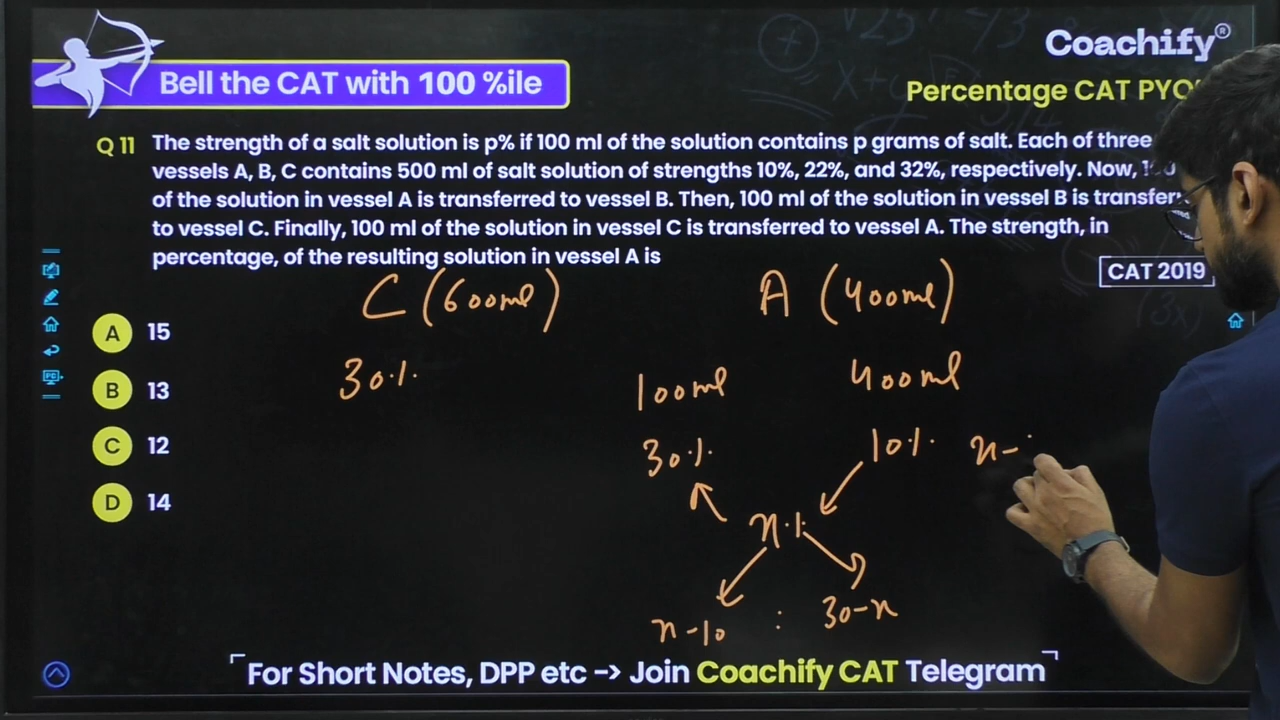 Coachify®
Bell the CAT with 100 %ile
Percentage CAT
Q 11 The strength of a salt solution is p% if 100 ml of the solution contains p grams of salt. Each of three
vessels A, B, C contains 500 ml of salt solution of strengths 10%, 22%, and 32%, respectively. Now,
of the solution in vessel A is transferred to vessel B. Then, 100 ml of the solution in vessel B is
to vessel C. Finally, 100 ml of the solution in vessel C is transferred to vessel A. The strength, in
percentage, of the resulting solution in vessel A is
CAT 2019
A 15
B 13
C 12
D 14
C (600ml)
30%
A (400ml)
100ml 400ml
30% 10% n-
n%
n-10 : 30-n
For Short Notes, DPP etc -> Join Coachify CAT Telegram